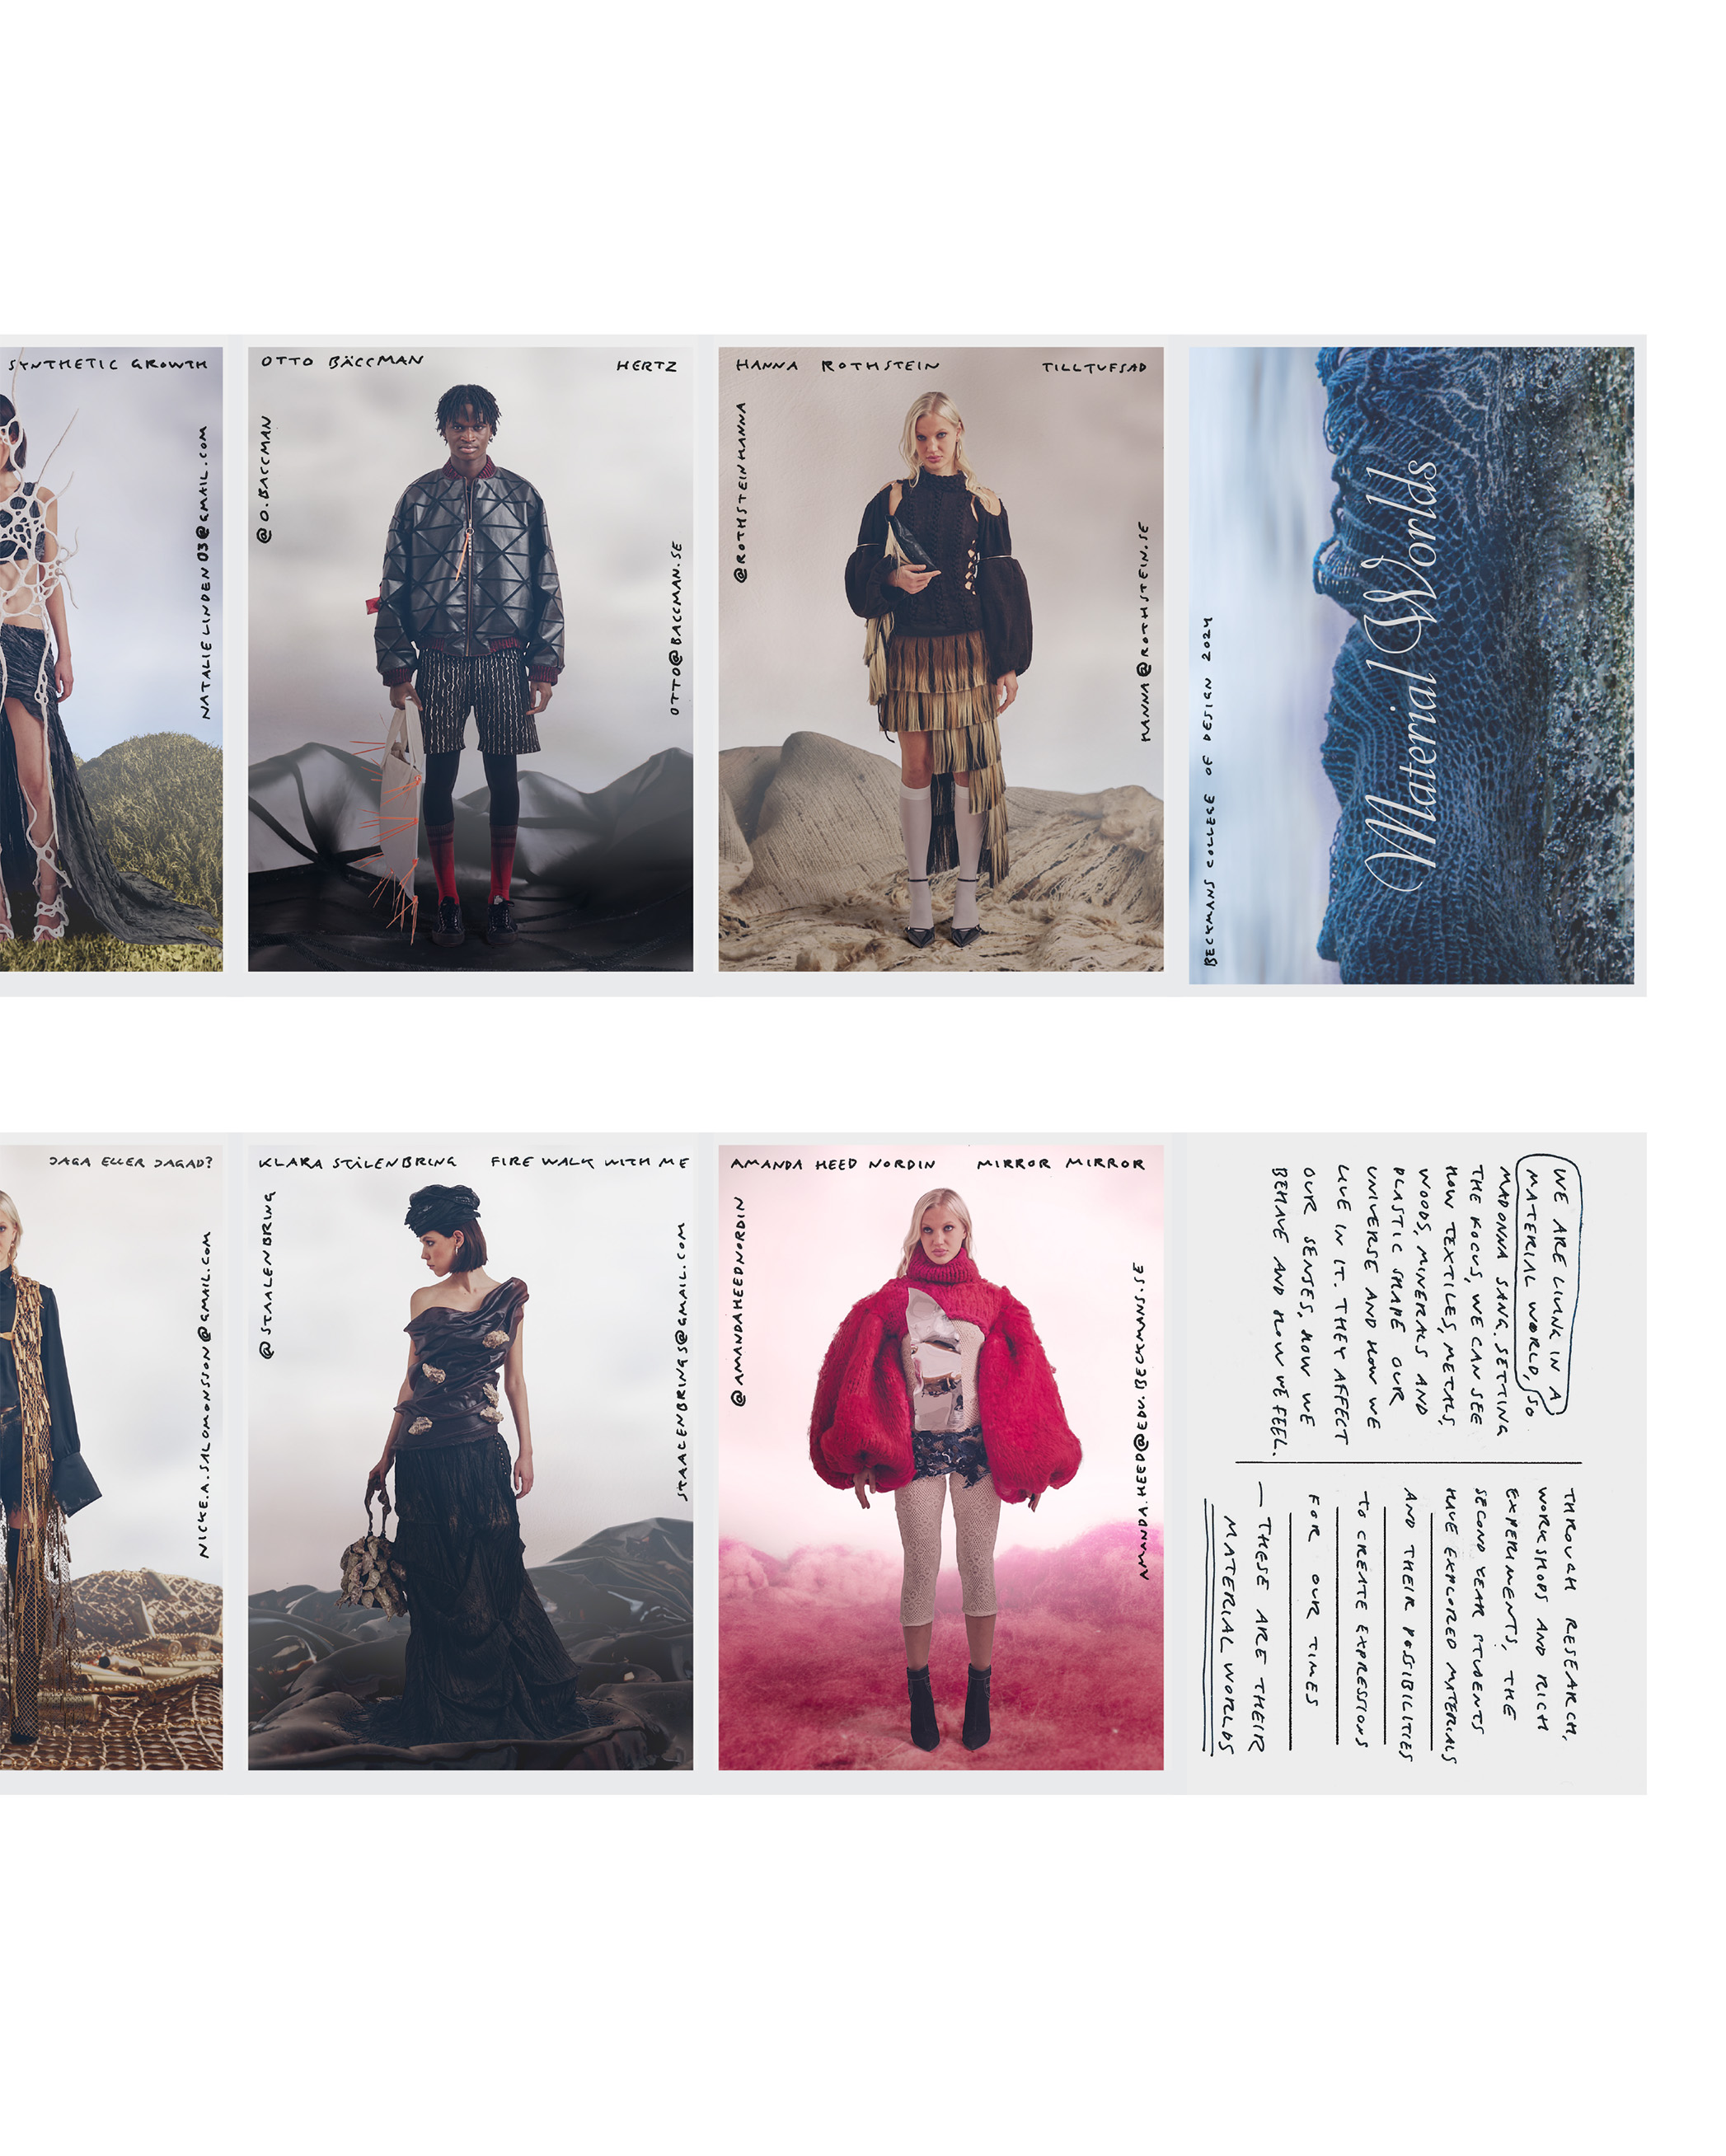 SYNTHETIC GROWTH
NATALIELINDEN03@GMAIL.COM
OTTO BÄCCMAN
HERTZ
@O.BACCMAN
OTTO@BACCMAN.SE
HANNA ROTHSTEIN
TILLTUFSAD
@ROTHSTEINHANNA
HANNA@ROTHSTEIN.SE
BECKMANS COLLEGE OF DESIGN 2024
Material Worlds
JAGA ELLER JAGAD?
NICKE.A.SALOMONSSON@GMAIL.COM
KLARA STÅLENBRING
FIRE WALK WITH ME
@STAALENBRING
STAALENBRINGS@GMAIL.COM
AMANDA HEED NORDIN
MIRROR MIRROR
@AMANDAHEEDNORDIN
AMANDA.HEED@EDU.BECKMANS.SE
WE ARE LIVING IN A
MATERIAL WORLD, SO
MADONNA SANG. SETTING
THE FOCUS, WE CAN SEE
HOW TEXTILES, METALS,
WOODS, MINERALS AND
PLASTIC SHAPE OUR
UNIVERSE AND HOW WE
LIVE IN IT. THEY AFFECT
OUR SENSES, HOW WE
BEHAVE AND HOW WE FEEL.
THROUGH RESEARCH,
WORKSHOPS AND RICH
EXPERIMENTS, THE
SECOND YEAR STUDENTS
HAVE EXPLORED MATERIALS
AND THEIR POSSIBILITIES
TO CREATE EXPRESSIONS
FOR OUR TIMES
— THESE ARE THEIR
MATERIAL WORLDS